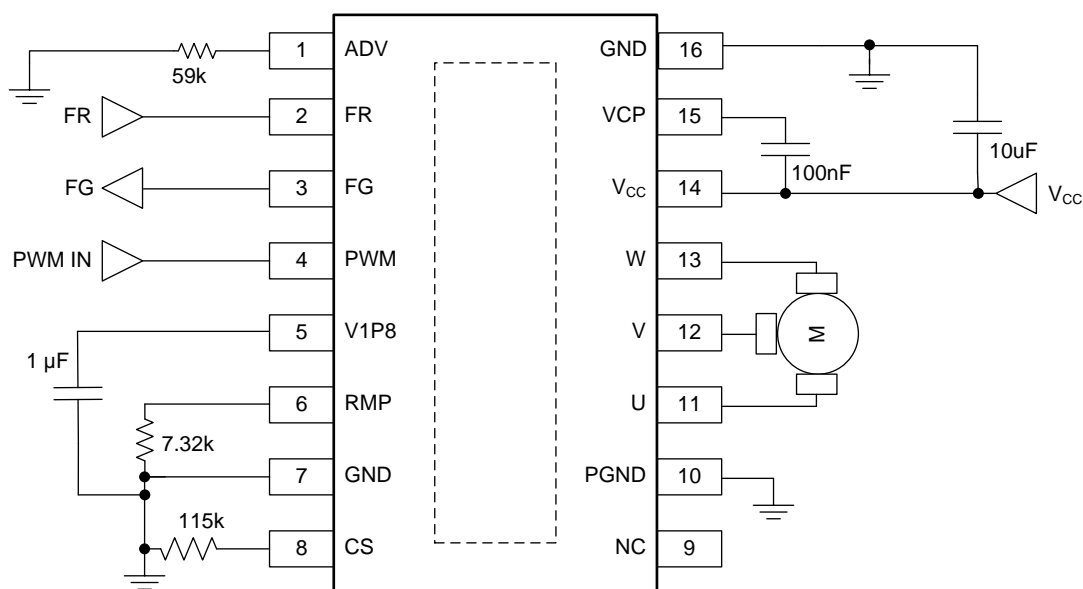 1 ADV GND 16
59k
FR 2 FR VCP 15
10uF
100nF
FG 3 FG VCC 14 VCC
PWM IN 4 PWM W 13
5 V1P8 V 12 M
1 µF
6 RMP U 11
7.32k
7 GND PGND 10
115k
8 CS NC 9